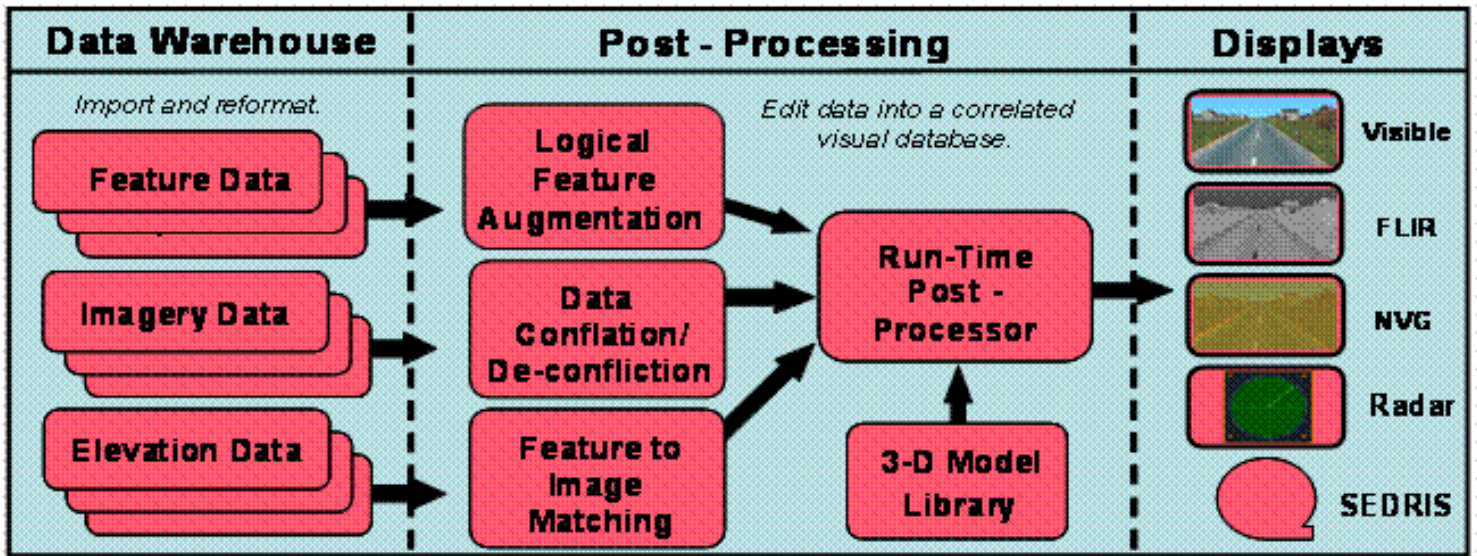 Data Warehouse
Post - Processing
Displays
Import and reformat.
Feature Data
Imagery Data
Elevation Data
Logical
Feature
Augmentation
Data
Conflation/
De-confliction
Feature to
Image
Matching
Edit data into a correlated
visual database.
Run-Time
Post -
Processor
3-D Model
Library
Visible
FLIR
NVG
Radar
SEDRIS